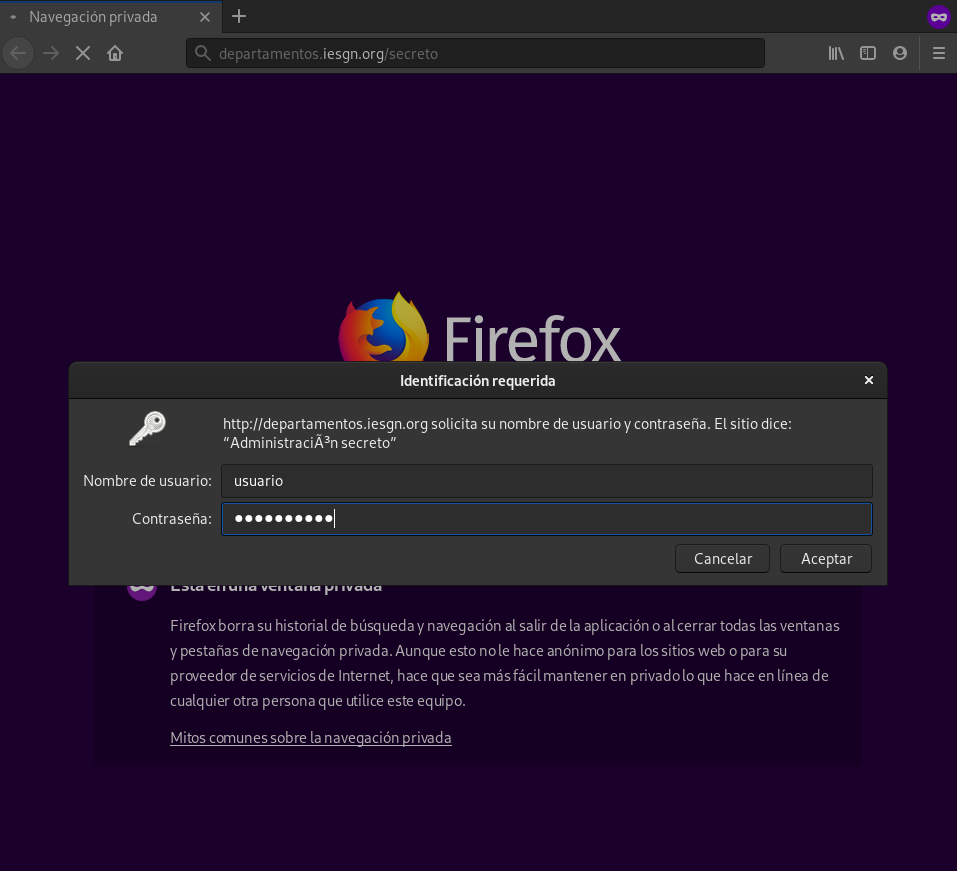 Navegación privada
departamentos.iesgn.org/secreto
Firefox
Identificación requerida
http://departamentos.iesgn.org solicita su nombre de usuario y contraseña. El sitio dice:
“AdministraciÃ³n secreto”
Nombre de usuario: usuario
Contraseña: ●●●●●●●●●●
Cancelar Aceptar
Está en una ventana privada
Firefox borra su historial de búsqueda y navegación al salir de la aplicación o al cerrar todas las ventanas
y pestañas de navegación privada. Aunque esto no le hace anónimo para los sitios web o para su
proveedor de servicios de Internet, hace que sea más fácil mantener en privado lo que hace en línea de
cualquier otra persona que utilice este equipo.
Mitos comunes sobre la navegación privada